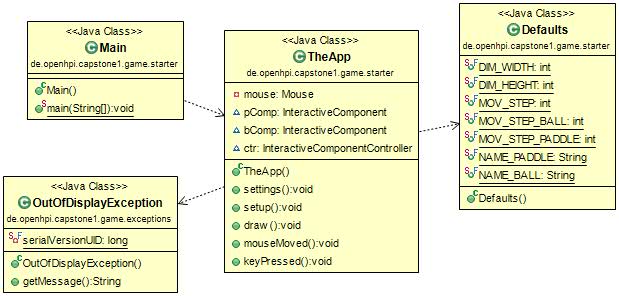 <<Java Class>>
Main
de.openhpi.capstone1.game.starter
Main()
main(String[]):void
<<Java Class>>
TheApp
de.openhpi.capstone1.game.starter
mouse: Mouse
pComp: InteractiveComponent
bComp: InteractiveComponent
ctr: InteractiveComponentController
TheApp()
settings():void
setup():void
draw():void
mouseMoved():void
keyPressed():void
<<Java Class>>
Defaults
de.openhpi.capstone1.game.starter
DIM_WIDTH: int
DIM_HEIGHT: int
MOV_STEP: int
MOV_STEP_BALL: int
MOV_STEP_PADDLE: int
NAME_PADDLE: String
NAME_BALL: String
Defaults()
<<Java Class>>
OutOfDisplayException
de.openhpi.capstone1.game.exceptions
serialVersionUID: long
OutOfDisplayException()
getMessage():String